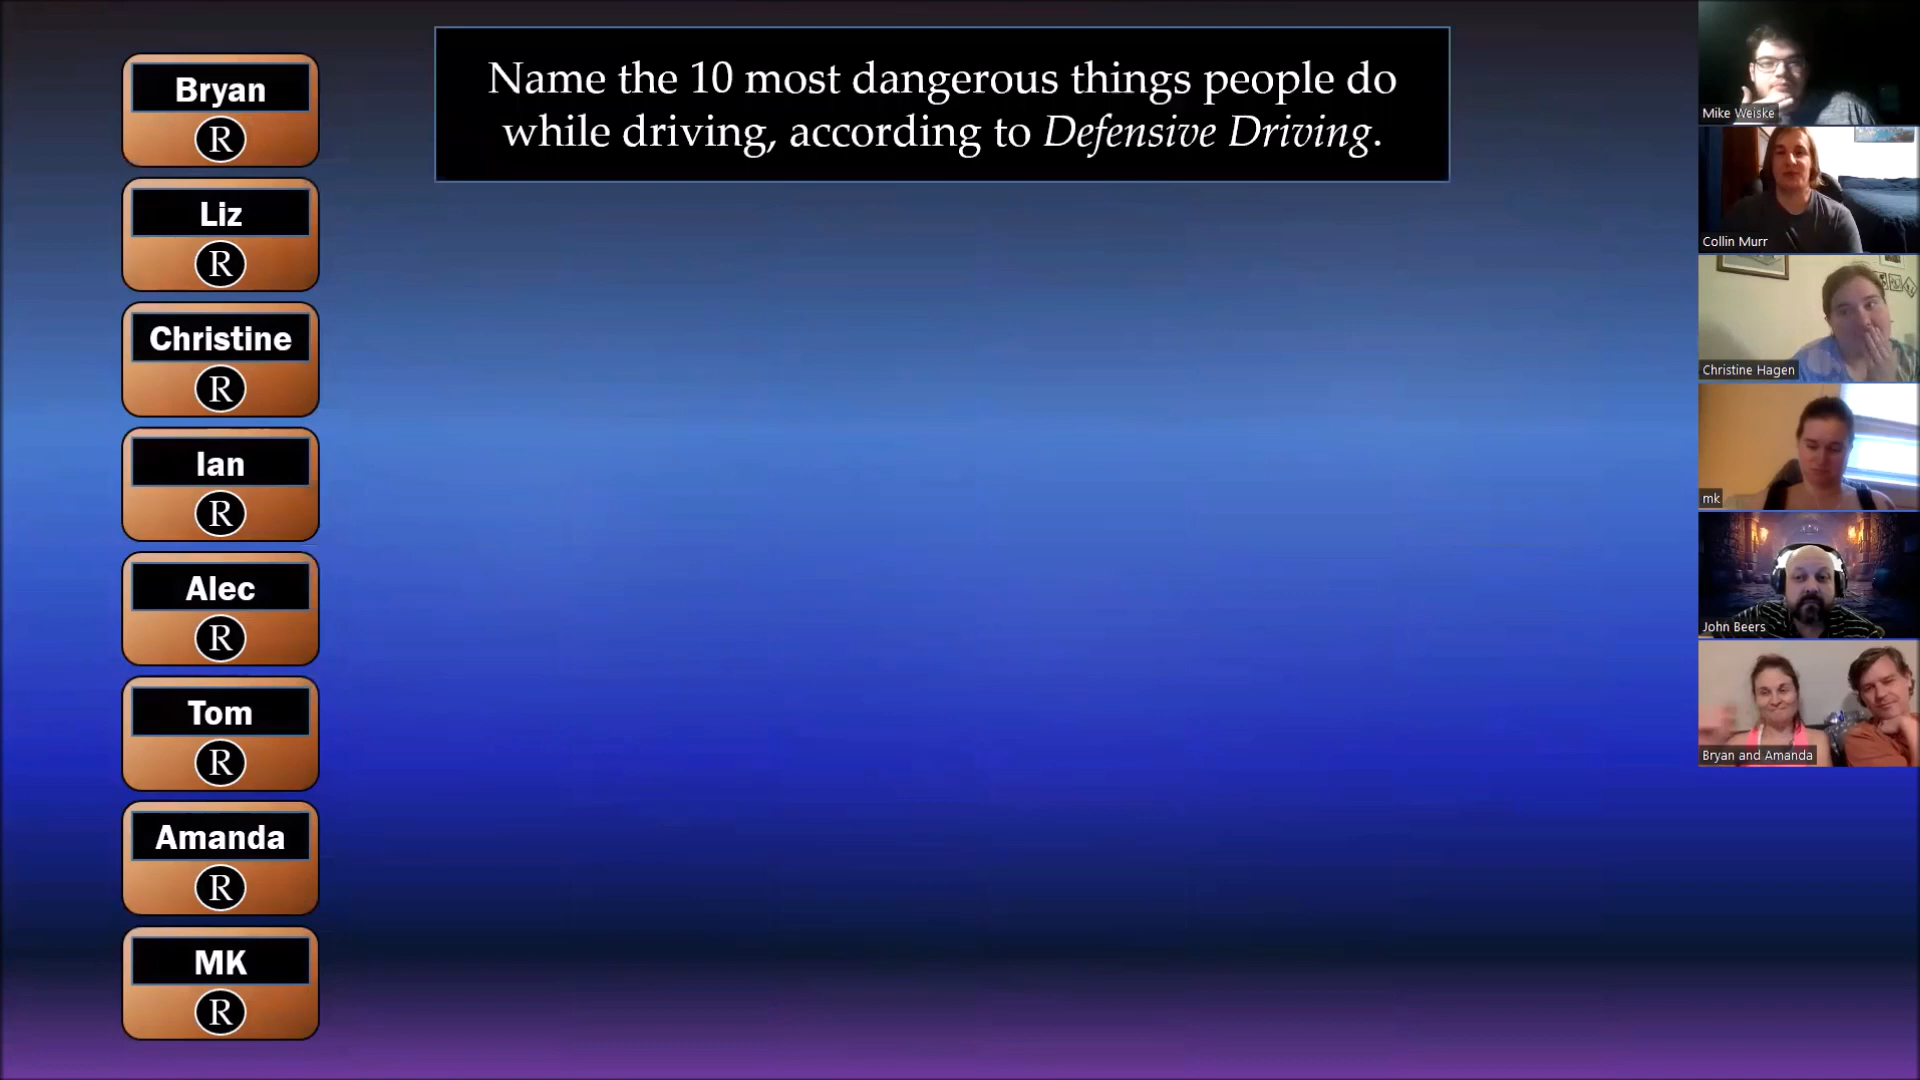 Name the 10 most dangerous things people do
while driving, according to Defensive Driving.
Bryan
R
Liz
R
Christine
R
Ian
R
Alec
R
Tom
R
Amanda
R
MK
R
Mike Weiske
Collin Murr
Christine Hagen
mk
John Beers
Bryan and Amanda